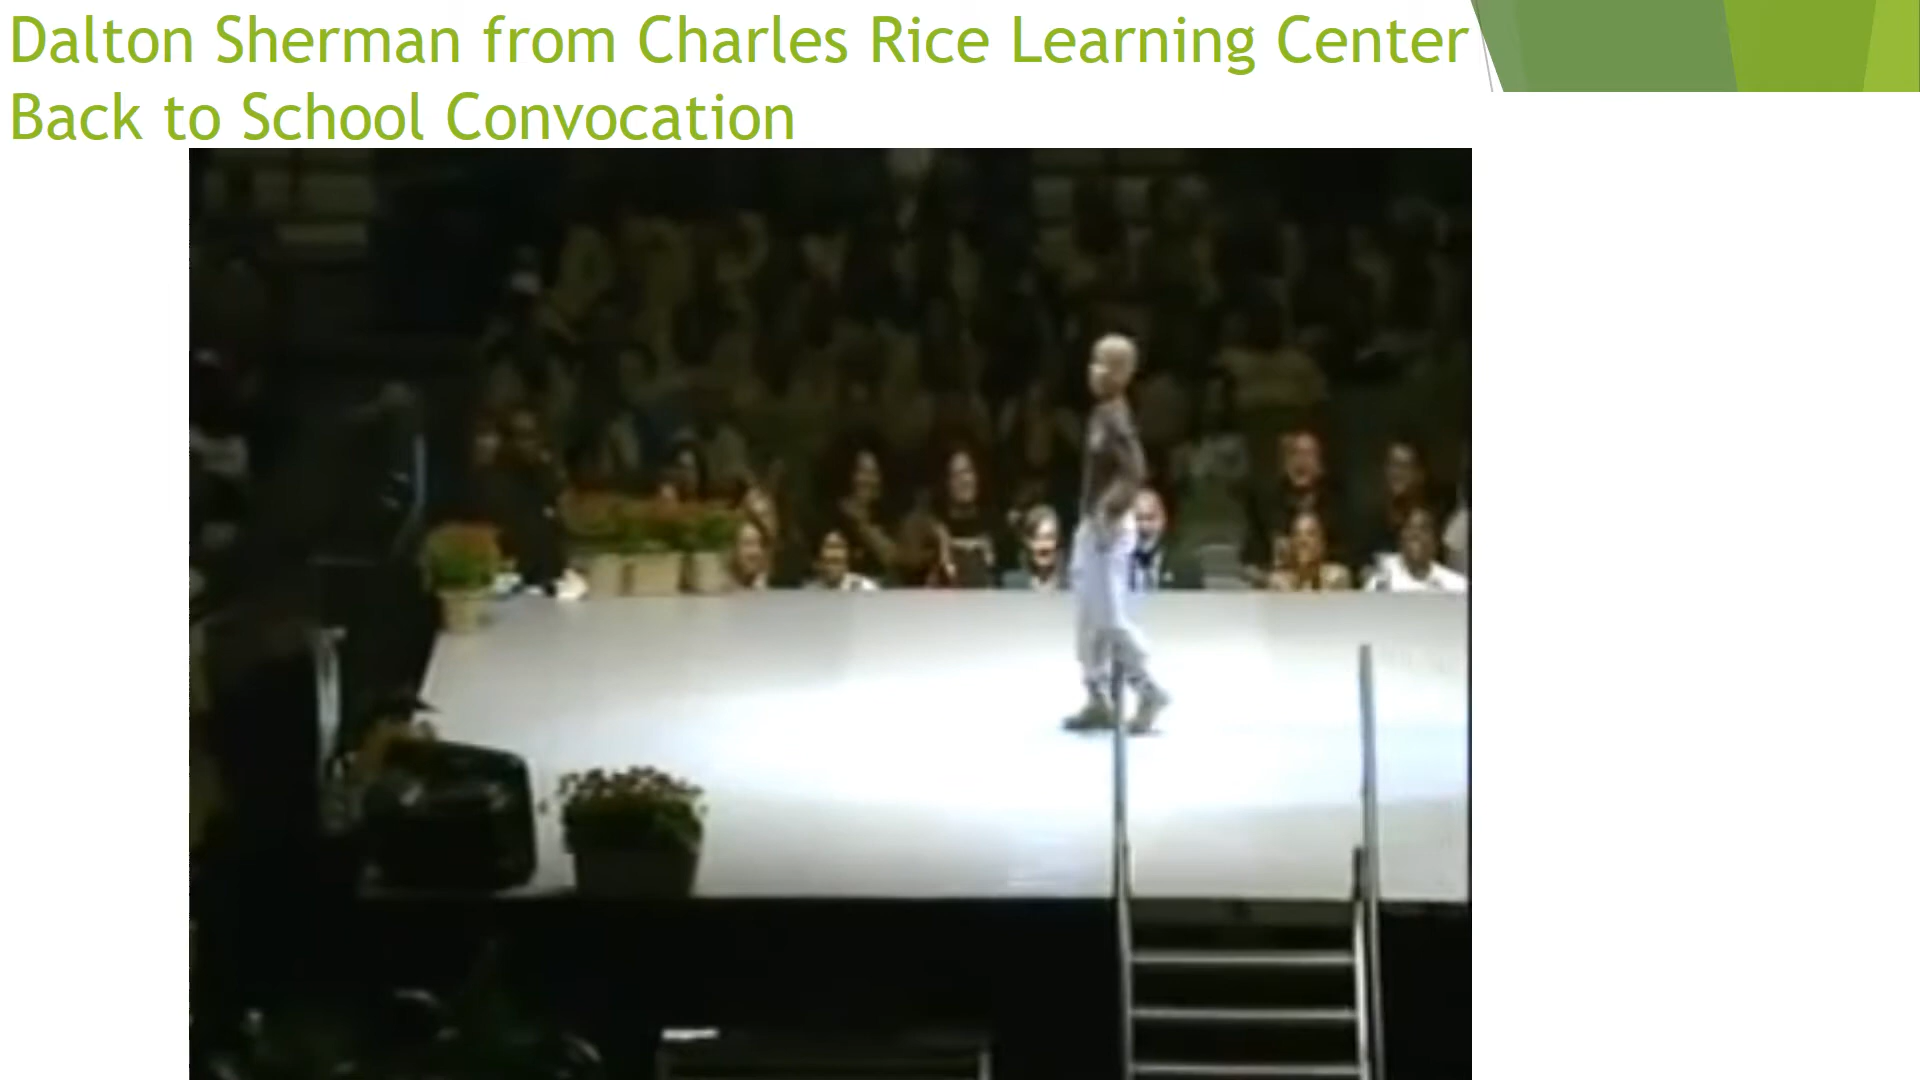 Dalton Sherman from Charles Rice Learning Center
Back to School Convocation